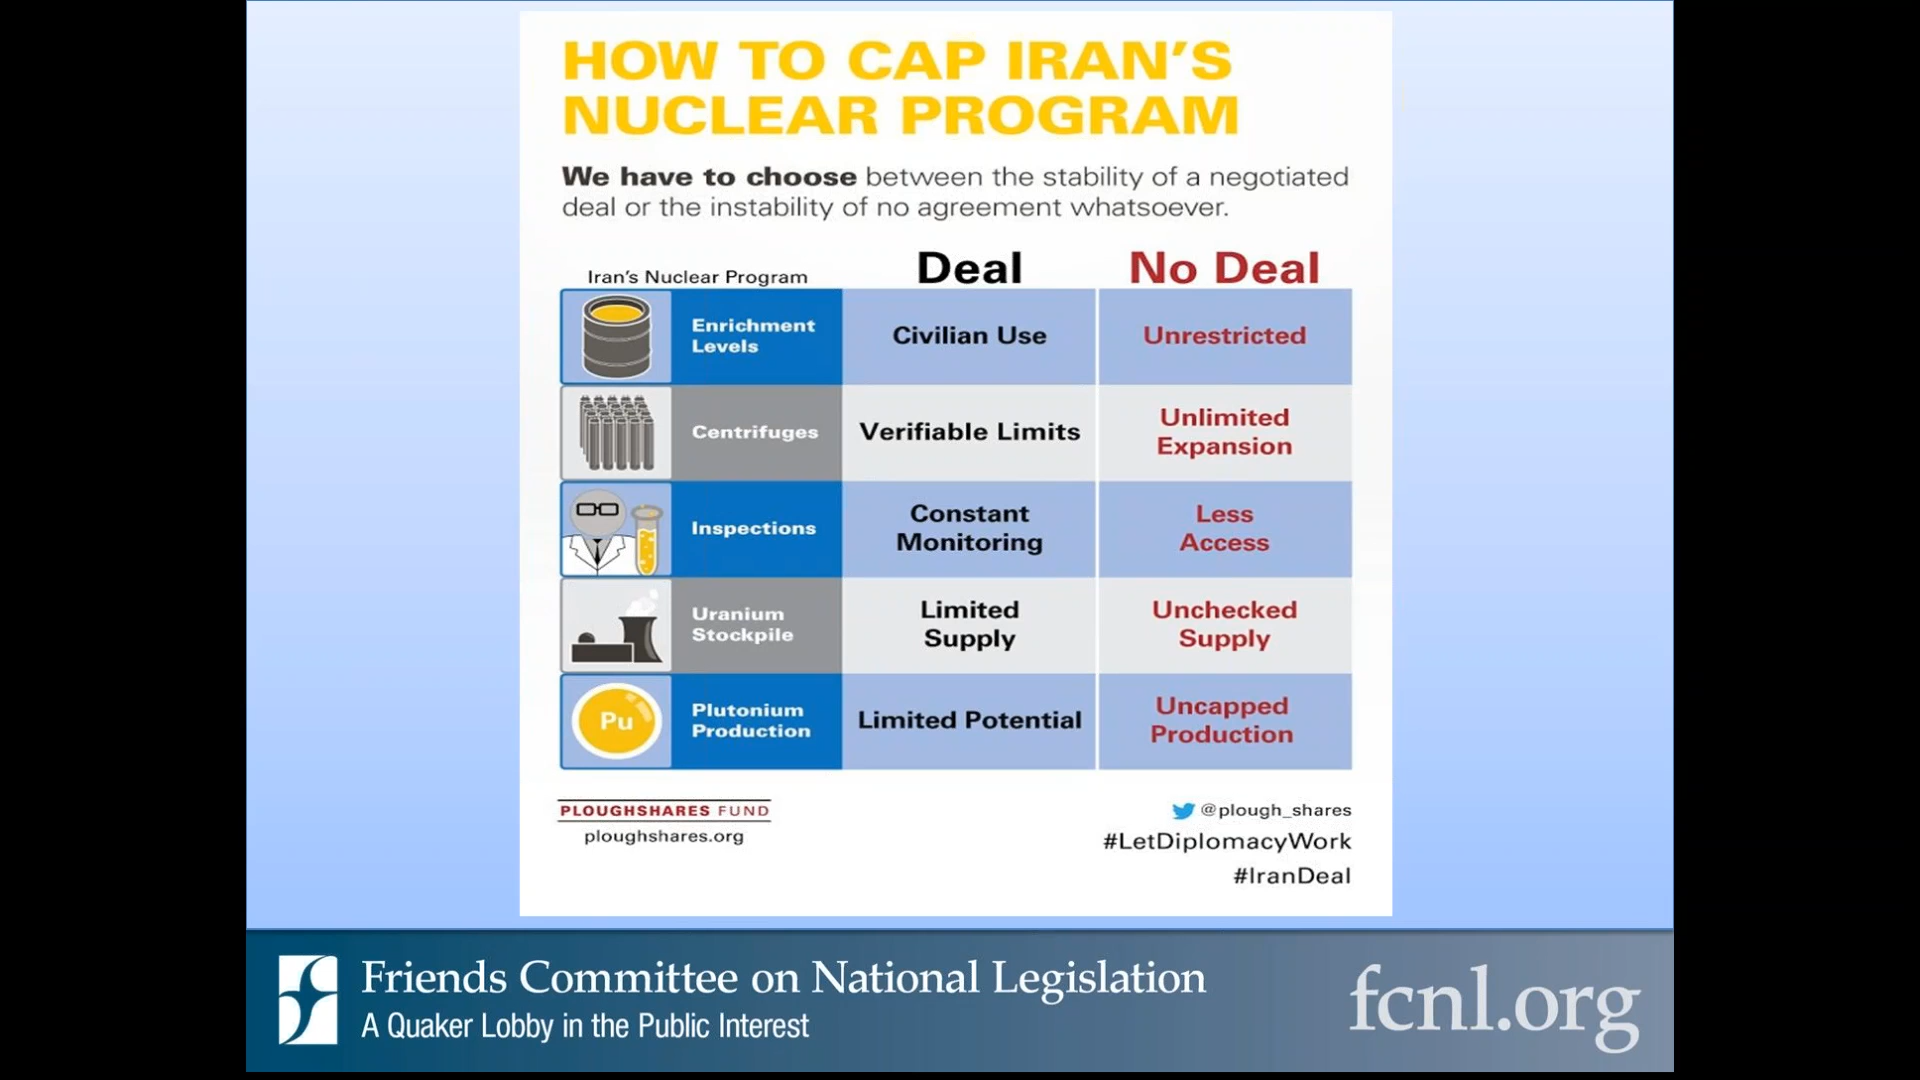 HOW TO CAP IRAN'S
NUCLEAR PROGRAM
We have to choose between the stability of a negotiated
deal or the instability of no agreement whatsoever.
Iran's Nuclear Program Deal No Deal
Enrichment
Levels
Civilian Use
Unrestricted
Centrifuges
Verifiable Limits
Unlimited
Expansion
Inspections
Constant
Monitoring
Less
Access
Uranium
Stockpile
Limited
Supply
Unchecked
Supply
Pu
Plutonium
Production
Limited Potential
Uncapped
Production
PLOUGHSHARES FUND
ploughshares.org
@plough_shares
#LetDiplomacyWork
#IranDeal
Friends Committee on National Legislation
A Quaker Lobby in the Public Interest
fcnl.org